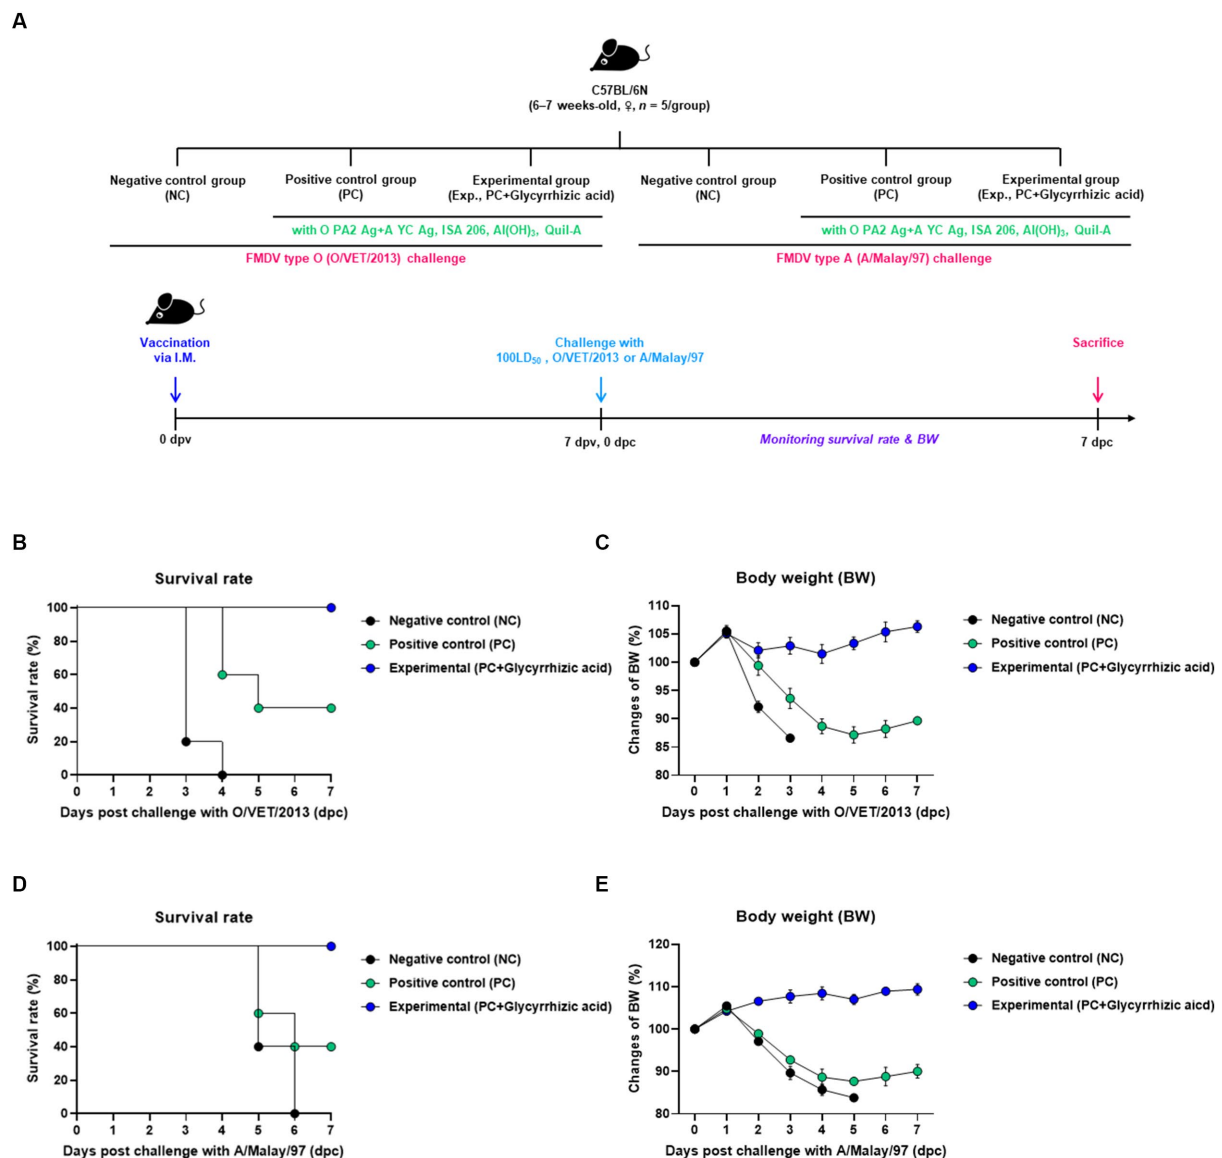 A
C57BL/6N
(6–7 weeks-old, ♀, n = 5/group)
Negative control group
(NC)
Positive control group
(PC)
Experimental group
(Exp., PC+Glycyrrhizic acid)
Negative control group
(NC)
Positive control group
(PC)
Experimental group
(Exp., PC+Glycyrrhizic acid)
with O PA2 Ag+A YC Ag, ISA 206, Al(OH)₃, Quil-A
with O PA2 Ag+A YC Ag, ISA 206, Al(OH)₃, Quil-A
FMDV type O (O/VET/2013) challenge
FMDV type A (A/Malay/97) challenge
Vaccination
via I.M.
Challenge with
100LD₅₀ , O/VET/2013 or A/Malay/97
Sacrifice
0 dpv
7 dpv, 0 dpc
Monitoring survival rate & BW
7 dpc
B
Survival rate
Survival rate (%)
100
80
60
40
20
0
0 1 2 3 4 5 6 7
Days post challenge with O/VET/2013 (dpc)
Negative control (NC)
Positive control (PC)
Experimental (PC+Glycyrrhizic acid)
C
Body weight (BW)
Changes of BW (%)
110
105
100
95
90
85
80
0 1 2 3 4 5 6 7
Days post challenge with O/VET/2013 (dpc)
Negative control (NC)
Positive control (PC)
Experimental (PC+Glycyrrhizic acid)
D
Survival rate
Survival rate (%)
100
80
60
40
20
0
0 1 2 3 4 5 6 7
Days post challenge with A/Malay/97 (dpc)
Negative control (NC)
Positive control (PC)
Experimental (PC+Glycyrrhizic acid)
E
Body weight (BW)
Changes of BW (%)
120
110
100
90
80
0 1 2 3 4 5 6 7
Days post challenge with A/Malay/97 (dpc)
Negative control (NC)
Positive control (PC)
Experimental (PC+Glycyrrhizic aicd)